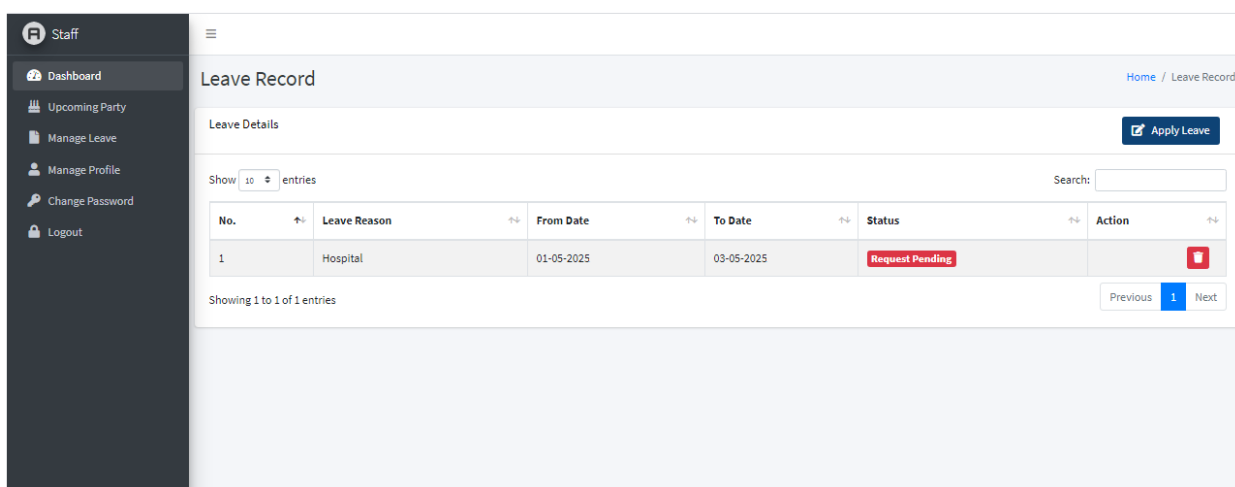 Staff
Dashboard
Upcoming Party
Manage Leave
Manage Profile
Change Password
Logout
Leave Record
Home / Leave Record
Leave Details
Apply Leave
Show 10 entries
Search:
No. Leave Reason From Date To Date Status Action
1 Hospital 01-05-2025 03-05-2025 Request Pending
Showing 1 to 1 of 1 entries
Previous 1 Next